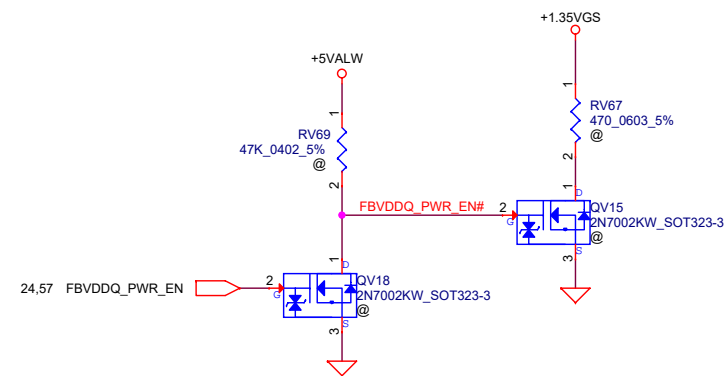 +1.35VGS
+5VALW
1
RV67
470_0603_5%
@
2
1
RV69
47K_0402_5%
@
2
FBVDDQ_PWR_EN#
2
G
1
D
QV15
2N7002KW_SOT323-3
@
S
3
24,57 FBVDDQ_PWR_EN
2
G
1
D
QV18
2N7002KW_SOT323-3
@
S
3